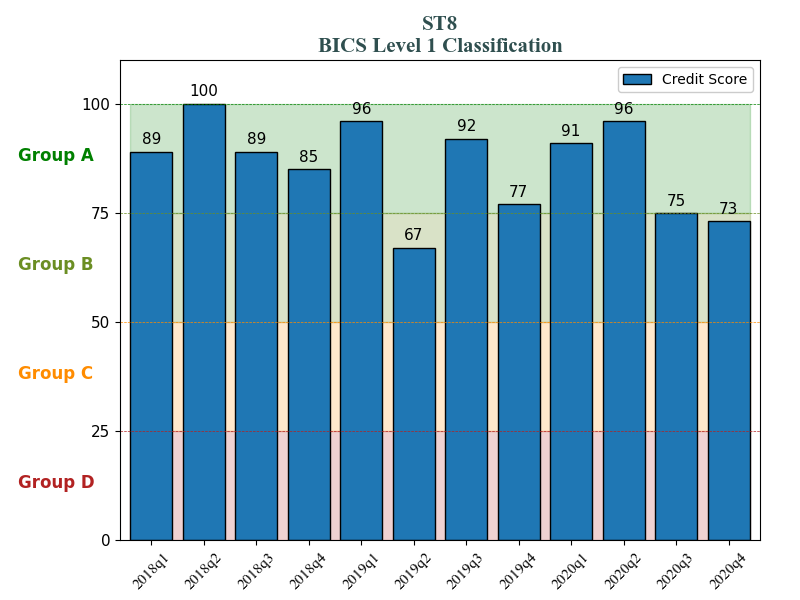 ST8
BICS Level 1 Classification
Credit Score
100
75
50
25
0
Group A
Group B
Group C
Group D
89
100
89
85
96
67
92
77
91
96
75
73
2018q1
2018q2
2018q3
2018q4
2019q1
2019q2
2019q3
2019q4
2020q1
2020q2
2020q3
2020q4